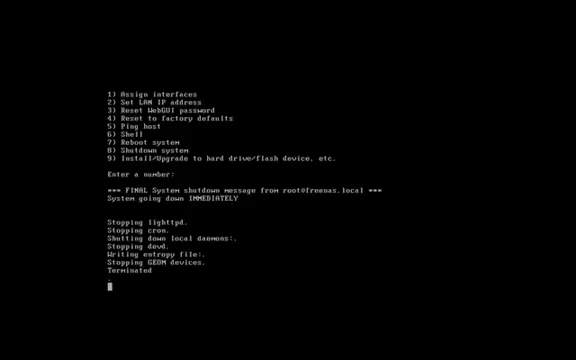 1) Assign interfaces
2) Set LAN IP address
3) Reset WebGUI password
4) Reset to factory defaults
5) Ping host
6) Shell
7) Reboot system
8) Shutdown system
9) Install/Upgrade to hard drive/flash device, etc.
Enter a number:
*** FINAL System shutdown message from root@freenas.local ***
System going down IMMEDIATELY
Stopping lighttpd.
Stopping cron.
Shutting down local daemons:.
Stopping devd.
Writing entropy file:.
Stopping GEOM devices.
Terminated
.